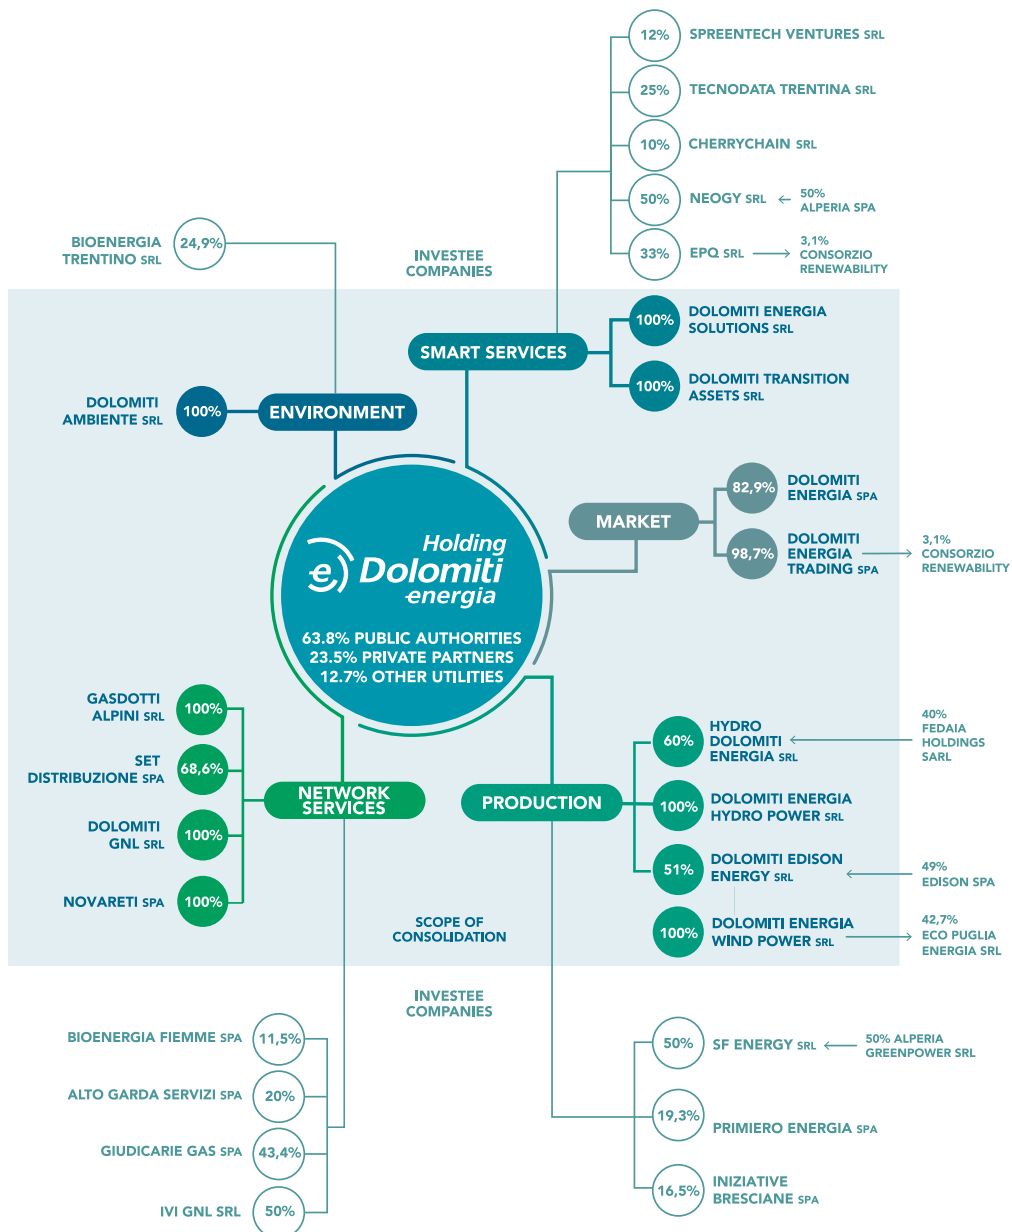 12%
SPREENTECH VENTURES SRL
25%
TECNODATA TRENTINA SRL
10%
CHERRYCHAIN SRL
50%
NEOGY SRL
50%
ALPERIA SPA
33%
EPQ SRL
3,1%
CONSORZIO
RENEWABILITY
BIOENERGIA
TRENTINO SRL
24,9%
INVESTEE
COMPANIES
SMART SERVICES
100%
DOLOMITI ENERGIA
SOLUTIONS SRL
100%
DOLOMITI TRANSITION
ASSETS SRL
DOLOMITI
AMBIENTE SRL
100%
ENVIRONMENT
MARKET
82,9%
DOLOMITI
ENERGIA SPA
98,7%
DOLOMITI
ENERGIA
TRADING SPA
3,1%
CONSORZIO
RENEWABILITY
Holding
e Dolomiti
energia
63.8% PUBLIC AUTHORITIES
23.5% PRIVATE PARTNERS
12.7% OTHER UTILITIES
GASDOTTI
ALPINI SRL
100%
SET
DISTRIBUZIONE SPA
68,6%
DOLOMITI
GNL SRL
100%
NOVARETI SPA
100%
NETWORK
SERVICES
PRODUCTION
60%
HYDRO
DOLOMITI
ENERGIA SRL
40%
FEDAIA
HOLDINGS
SARL
100%
DOLOMITI ENERGIA
HYDRO POWER SRL
51%
DOLOMITI EDISON
ENERGY SRL
49%
EDISON SPA
100%
DOLOMITI ENERGIA
WIND POWER SRL
42,7%
ECO PUGLIA
ENERGIA SRL
SCOPE OF
CONSOLIDATION
INVESTEE
COMPANIES
BIOENERGIA FIEMME SPA
11,5%
ALTO GARDA SERVIZI SPA
20%
GIUDICARIE GAS SPA
43,4%
IVI GNL SRL
50%
50%
SF ENERGY SRL
50% ALPERIA
GREENPOWER SRL
19,3%
PRIMIERO ENERGIA SPA
16,5%
INIZIATIVE
BRESCIANE SPA